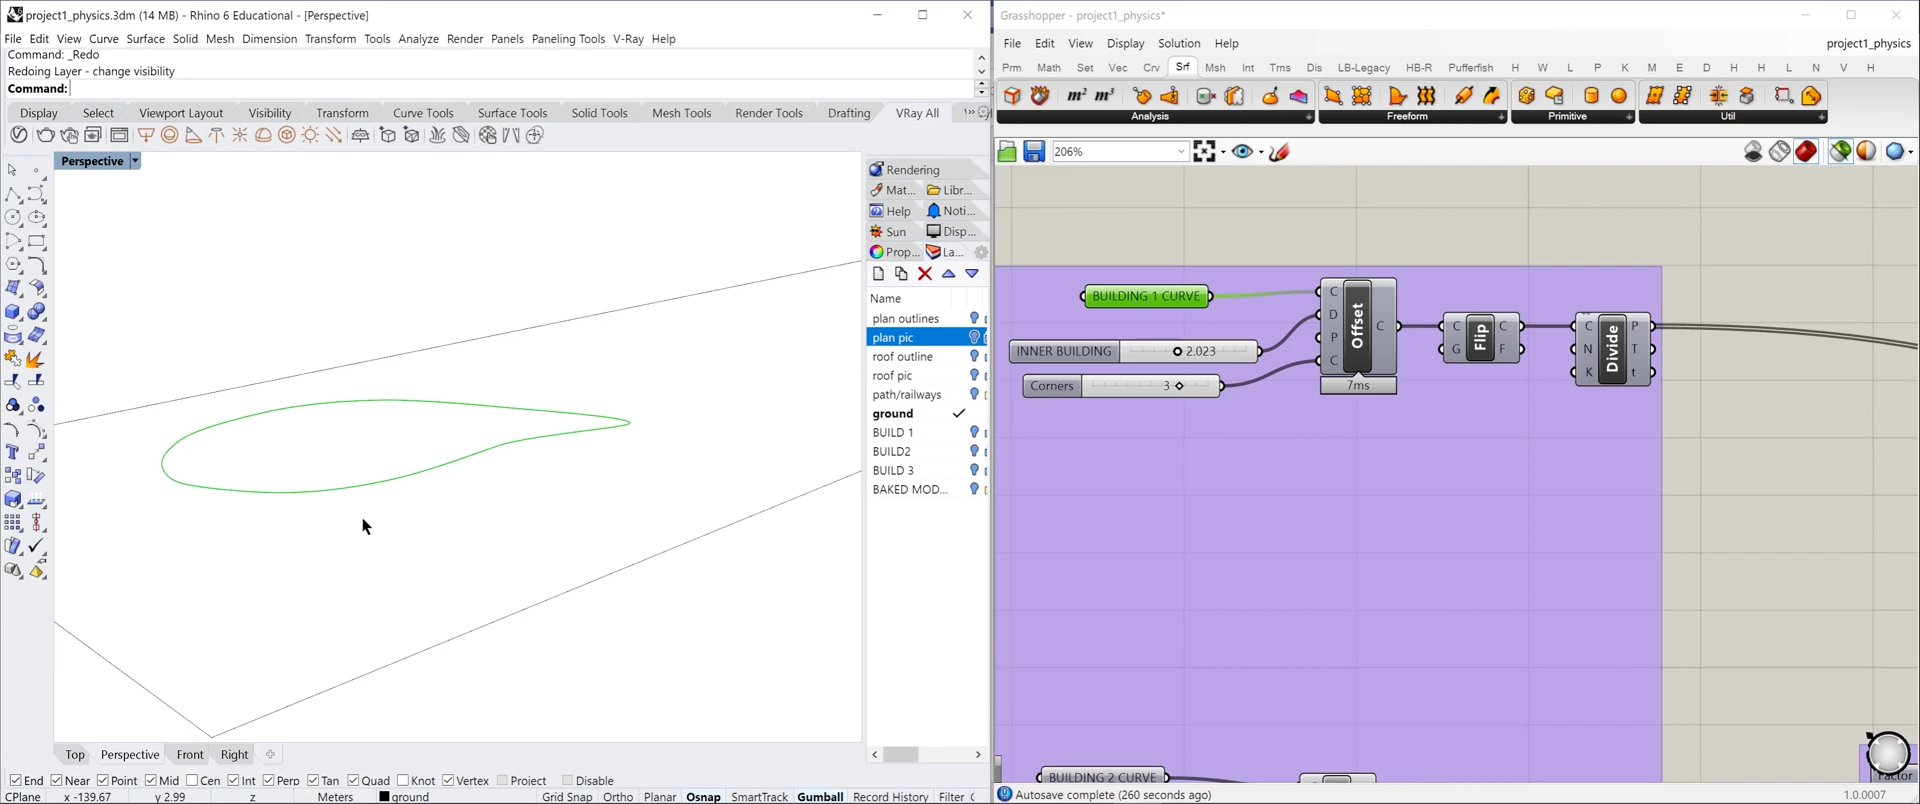 project1_physics.3dm (14 MB) - Rhino 6 Educational - [Perspective]
File Edit View Curve Surface Solid Mesh Dimension Transform Tools Analyze Render Panels Paneling Tools V-Ray Help
Command: _Redo
Redoing Layer - change visibility
Command:
Display Select Viewport Layout Visibility Transform Curve Tools Surface Tools Solid Tools Mesh Tools Render Tools Drafting VRay All
Perspective
Rendering
Mat... Libr...
Help Noti...
Sun Disp...
Prop... La...
Name
plan outlines
plan pic
roof outline
roof pic
path/railways
ground
BUILD 1
BUILD2
BUILD 3
BAKED MOD...
Top Perspective Front Right
End Near Point Mid Cen Int Perp Tan Quad Knot Vertex Project Disable
CPlane x -139.67 y 2.99 z Meters ground Grid Snap Ortho Planar Osnap SmartTrack Gumball Record History Filter
Grasshopper - project1_physics*
File Edit View Display Solution Help project1_physics
Prm Math Set Vec Crv Srf Msh Int Trns Dis LB-Legacy HB-R Pufferfish H W L P K M E D H H L N V H
m² m³
Analysis Freeform Primitive Util
206%
BUILDING 1 CURVE
INNER BUILDING 2.023
Corners 3
C D P C Offset C
7ms
C G Flip C F
C N K Divide P T t
BUILDING 2 CURVE
Factor
Autosave complete (260 seconds ago) 1.0.0007